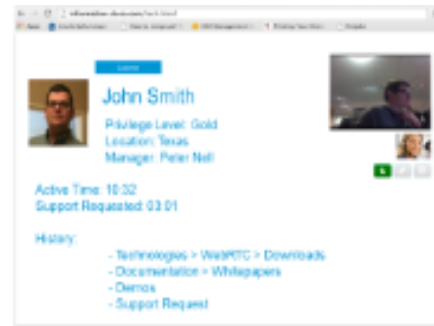 John Smith
Privilege Level: Gold
Location: Texas
Manager: Peter Nell
Active Time: 10:32
Support Requested: 03:01
History:
- Technologies > WebRTC > Downloads
- Documentation > Whitepapers
- Demos
- Support Request